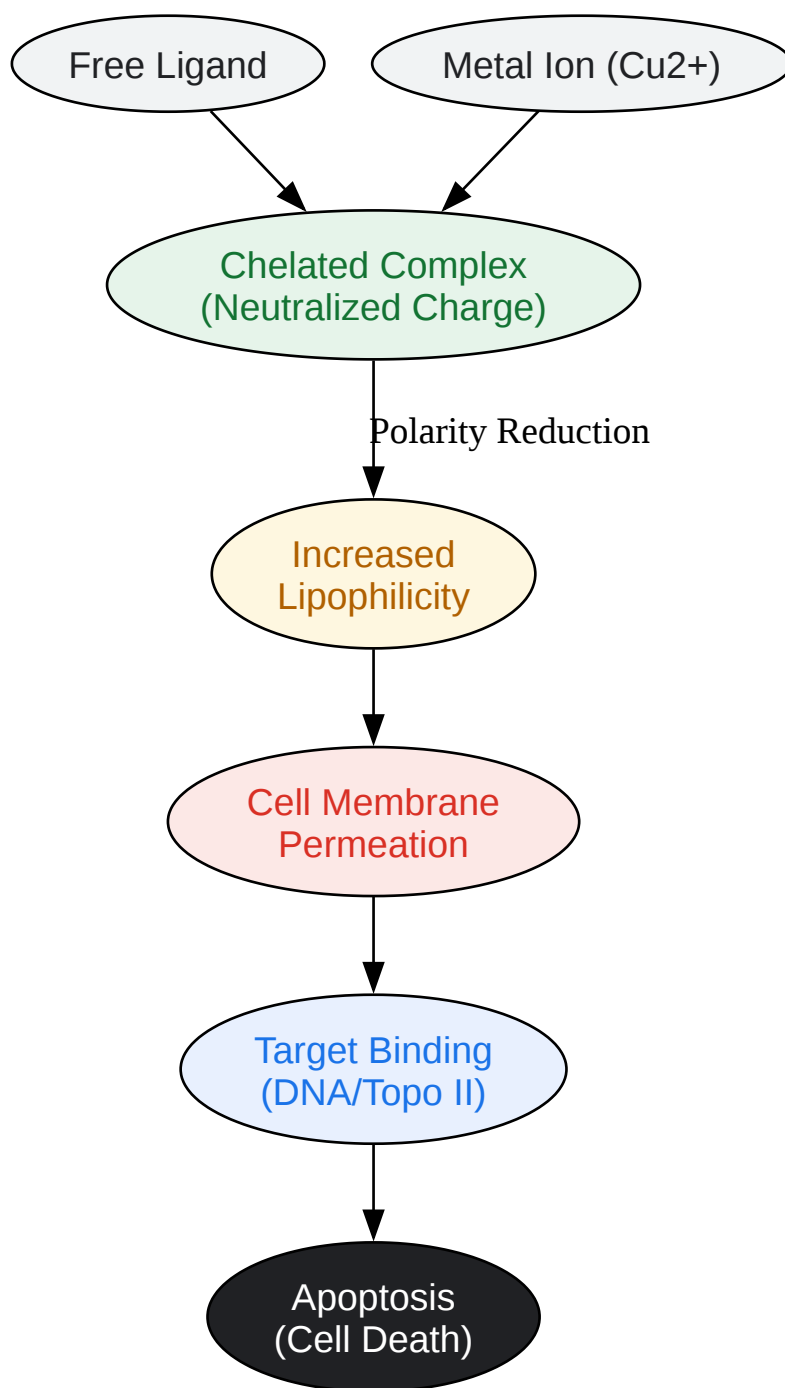 Free Ligand
Metal Ion (Cu2+)
Chelated Complex
(Neutralized Charge)
Polarity Reduction
Increased
Lipophilicity
Cell Membrane
Permeation
Target Binding
(DNA/Topo II)
Apoptosis
(Cell Death)